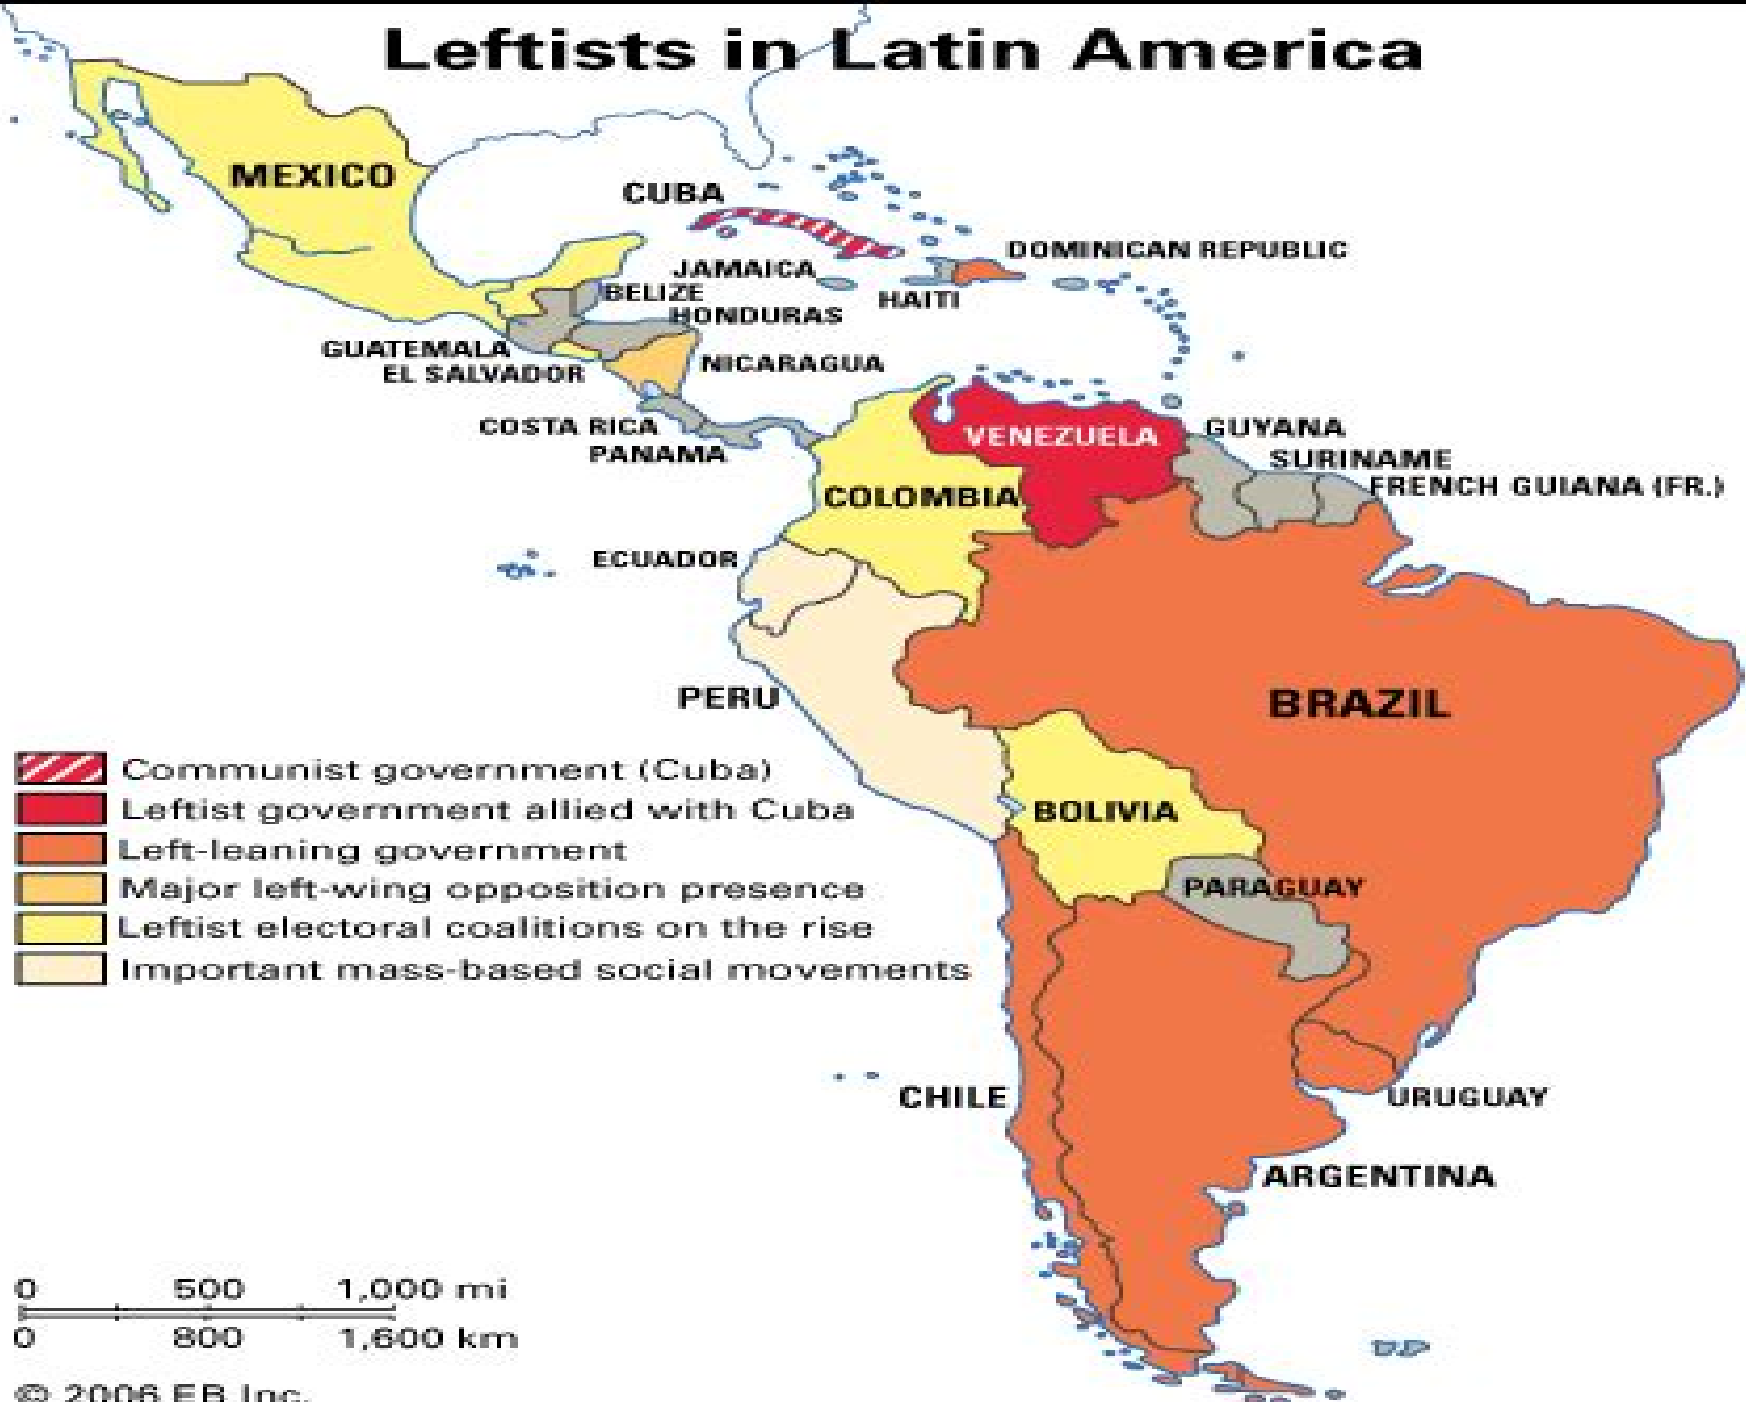 Leftists in Latin America
MEXICO
CUBA
DOMINICAN REPUBLIC
JAMAICA
HAITI
BELIZE
HONDURAS
GUATEMALA
EL SALVADOR
NICARAGUA
COSTA RICA
PANAMA
VENEZUELA
GUYANA
SURINAME
FRENCH GUIANA (FR.)
COLOMBIA
ECUADOR
PERU
BRAZIL
BOLIVIA
PARAGUAY
Communist government (Cuba)
Leftist government allied with Cuba
Left-leaning government
Major left-wing opposition presence
Leftist electoral coalitions on the rise
Important mass-based social movements
CHILE
URUGUAY
ARGENTINA
0 500 1,000 mi
0 800 1,600 km
© 2006 EB Inc.